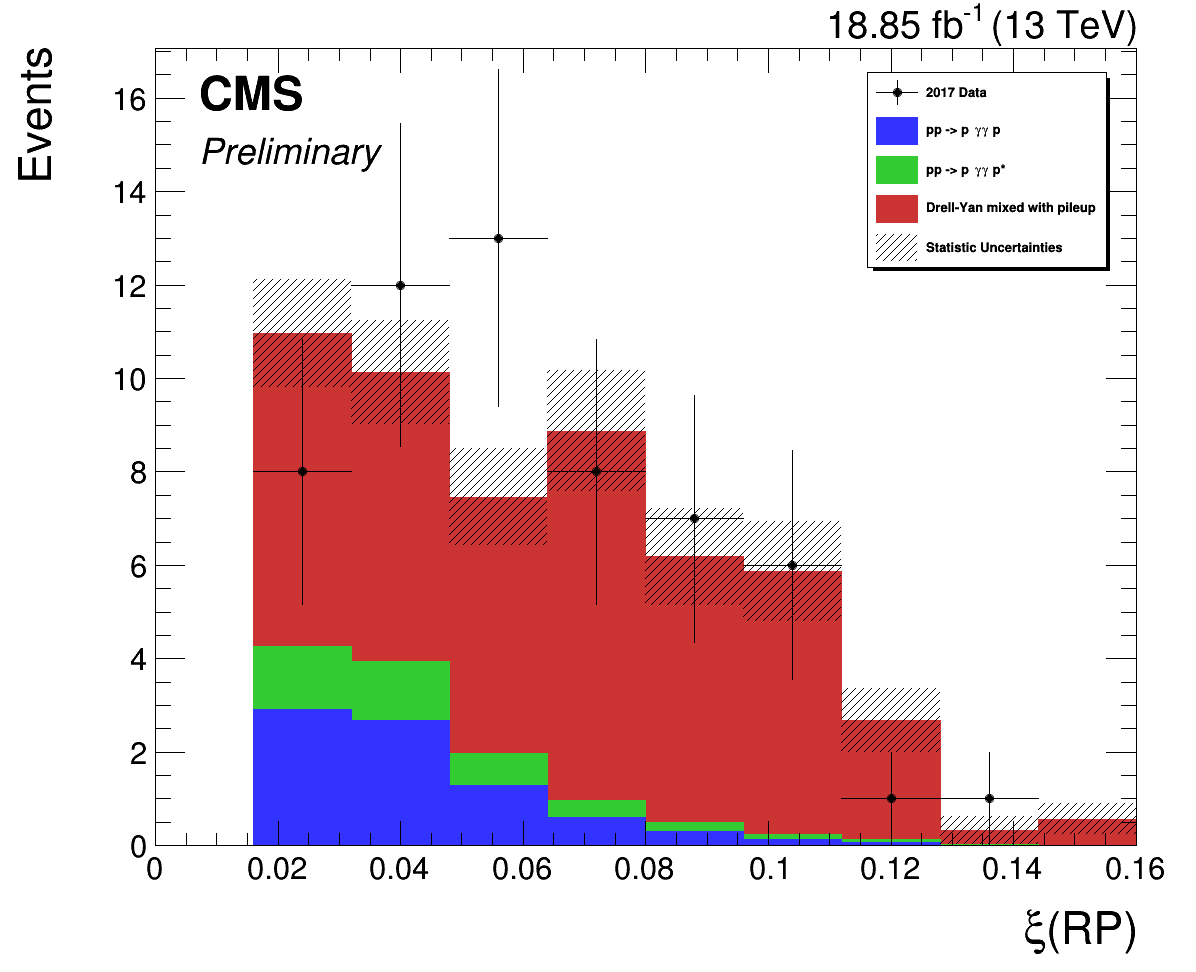 18.85 fb-1 (13 TeV)
Events
CMS
Preliminary
2017 Data
pp -> p γγ p
pp -> p γγ p*
Drell-Yan mixed with pileup
Statistic Uncertainties
16
14
12
10
8
6
4
2
0
0 0.02 0.04 0.06 0.08 0.1 0.12 0.14 0.16
ξ(RP)